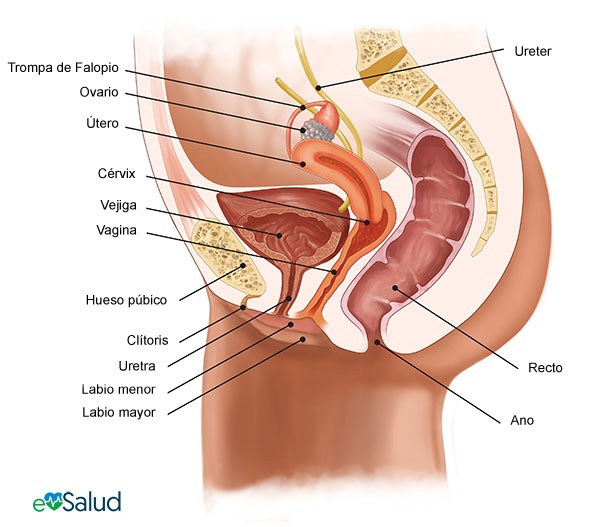 Ureter
Trompa de Falopio
Ovario
Útero
Cérvix
Vejiga
Vagina
Hueso púbico
Clítoris
Uretra
Labio menor
Labio mayor
Recto
Ano
eSalud